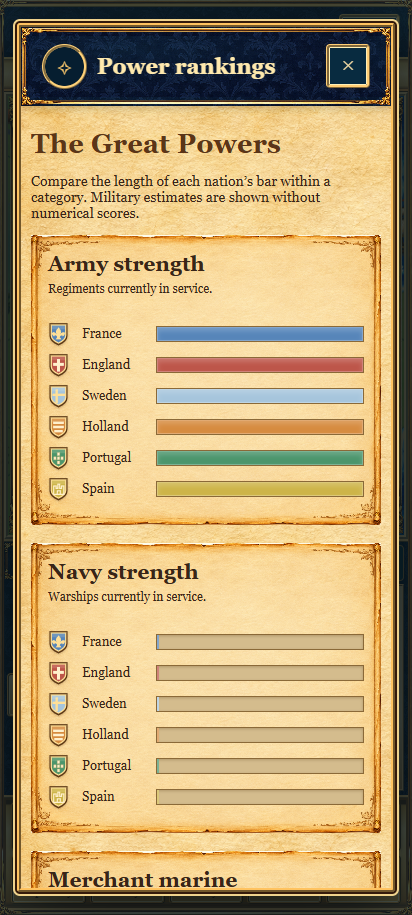 Power rankings
×
The Great Powers
Compare the length of each nation’s bar within a
category. Military estimates are shown without
numerical scores.
Army strength
Regiments currently in service.
France
England
Sweden
Holland
Portugal
Spain
Navy strength
Warships currently in service.
France
England
Sweden
Holland
Portugal
Spain
Merchant marine